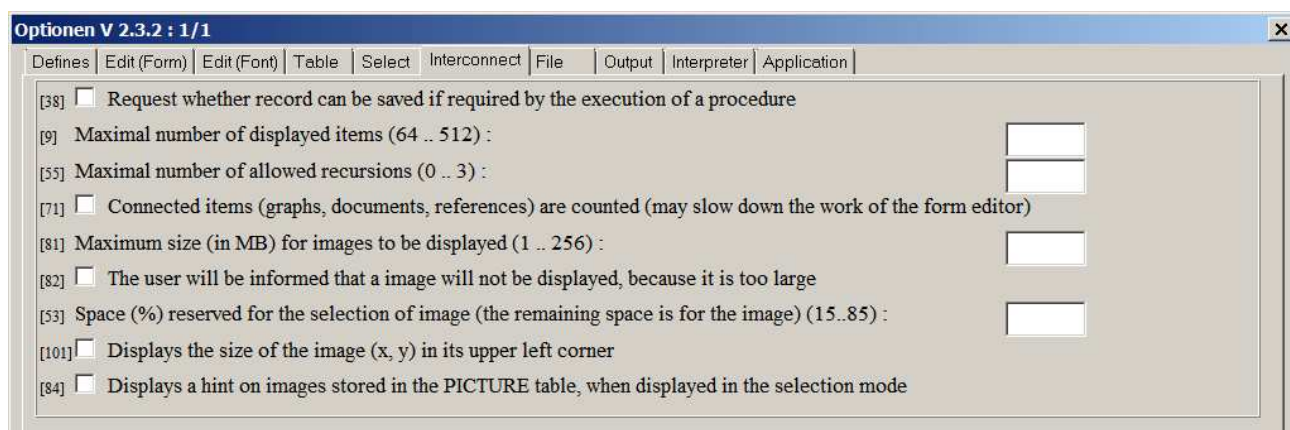 Optionen V 2.3.2 : 1/1
Defines Edit (Form) Edit (Font) Table Select Interconnect File Output Interpreter Application
[38] Request whether record can be saved if required by the execution of a procedure
[9] Maximal number of displayed items (64 .. 512) :
[55] Maximal number of allowed recursions (0 .. 3) :
[71] Connected items (graphs, documents, references) are counted (may slow down the work of the form editor)
[81] Maximum size (in MB) for images to be displayed (1 .. 256) :
[82] The user will be informed that a image will not be displayed, because it is too large
[53] Space (%) reserved for the selection of image (the remaining space is for the image) (15..85) :
[101] Displays the size of the image (x, y) in its upper left corner
[84] Displays a hint on images stored in the PICTURE table, when displayed in the selection mode